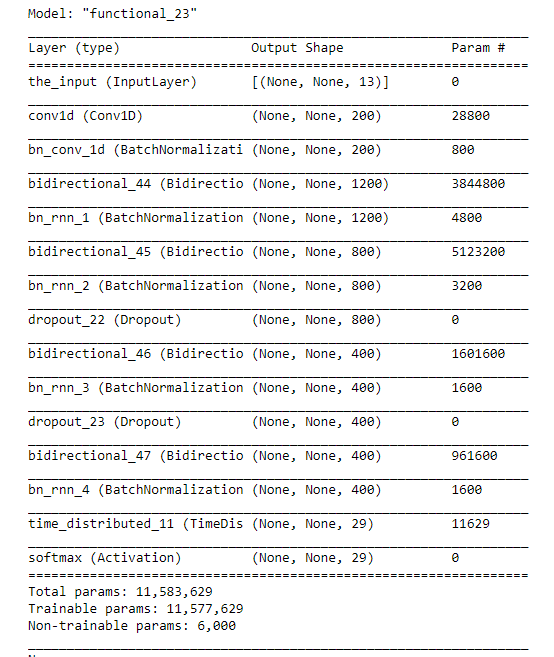 Model: "functional_23"
_________________________________________________________________
Layer (type)                 Output Shape              Param #
=================================================================
the_input (InputLayer)       [(None, None, 13)]        0
_________________________________________________________________
conv1d (Conv1D)              (None, None, 200)         28800
_________________________________________________________________
bn_conv_1d (BatchNormalizati (None, None, 200)         800
_________________________________________________________________
bidirectional_44 (Bidirectio (None, None, 1200)        3844800
_________________________________________________________________
bn_rnn_1 (BatchNormalization (None, None, 1200)        4800
_________________________________________________________________
bidirectional_45 (Bidirectio (None, None, 800)         5123200
_________________________________________________________________
bn_rnn_2 (BatchNormalization (None, None, 800)         3200
_________________________________________________________________
dropout_22 (Dropout)         (None, None, 800)         0
_________________________________________________________________
bidirectional_46 (Bidirectio (None, None, 400)         1601600
_________________________________________________________________
bn_rnn_3 (BatchNormalization (None, None, 400)         1600
_________________________________________________________________
dropout_23 (Dropout)         (None, None, 400)         0
_________________________________________________________________
bidirectional_47 (Bidirectio (None, None, 400)         961600
_________________________________________________________________
bn_rnn_4 (BatchNormalization (None, None, 400)         1600
_________________________________________________________________
time_distributed_11 (TimeDis (None, None, 29)          11629
_________________________________________________________________
softmax (Activation)         (None, None, 29)          0
=================================================================
Total params: 11,583,629
Trainable params: 11,577,629
Non-trainable params: 6,000
_________________________________________________________________